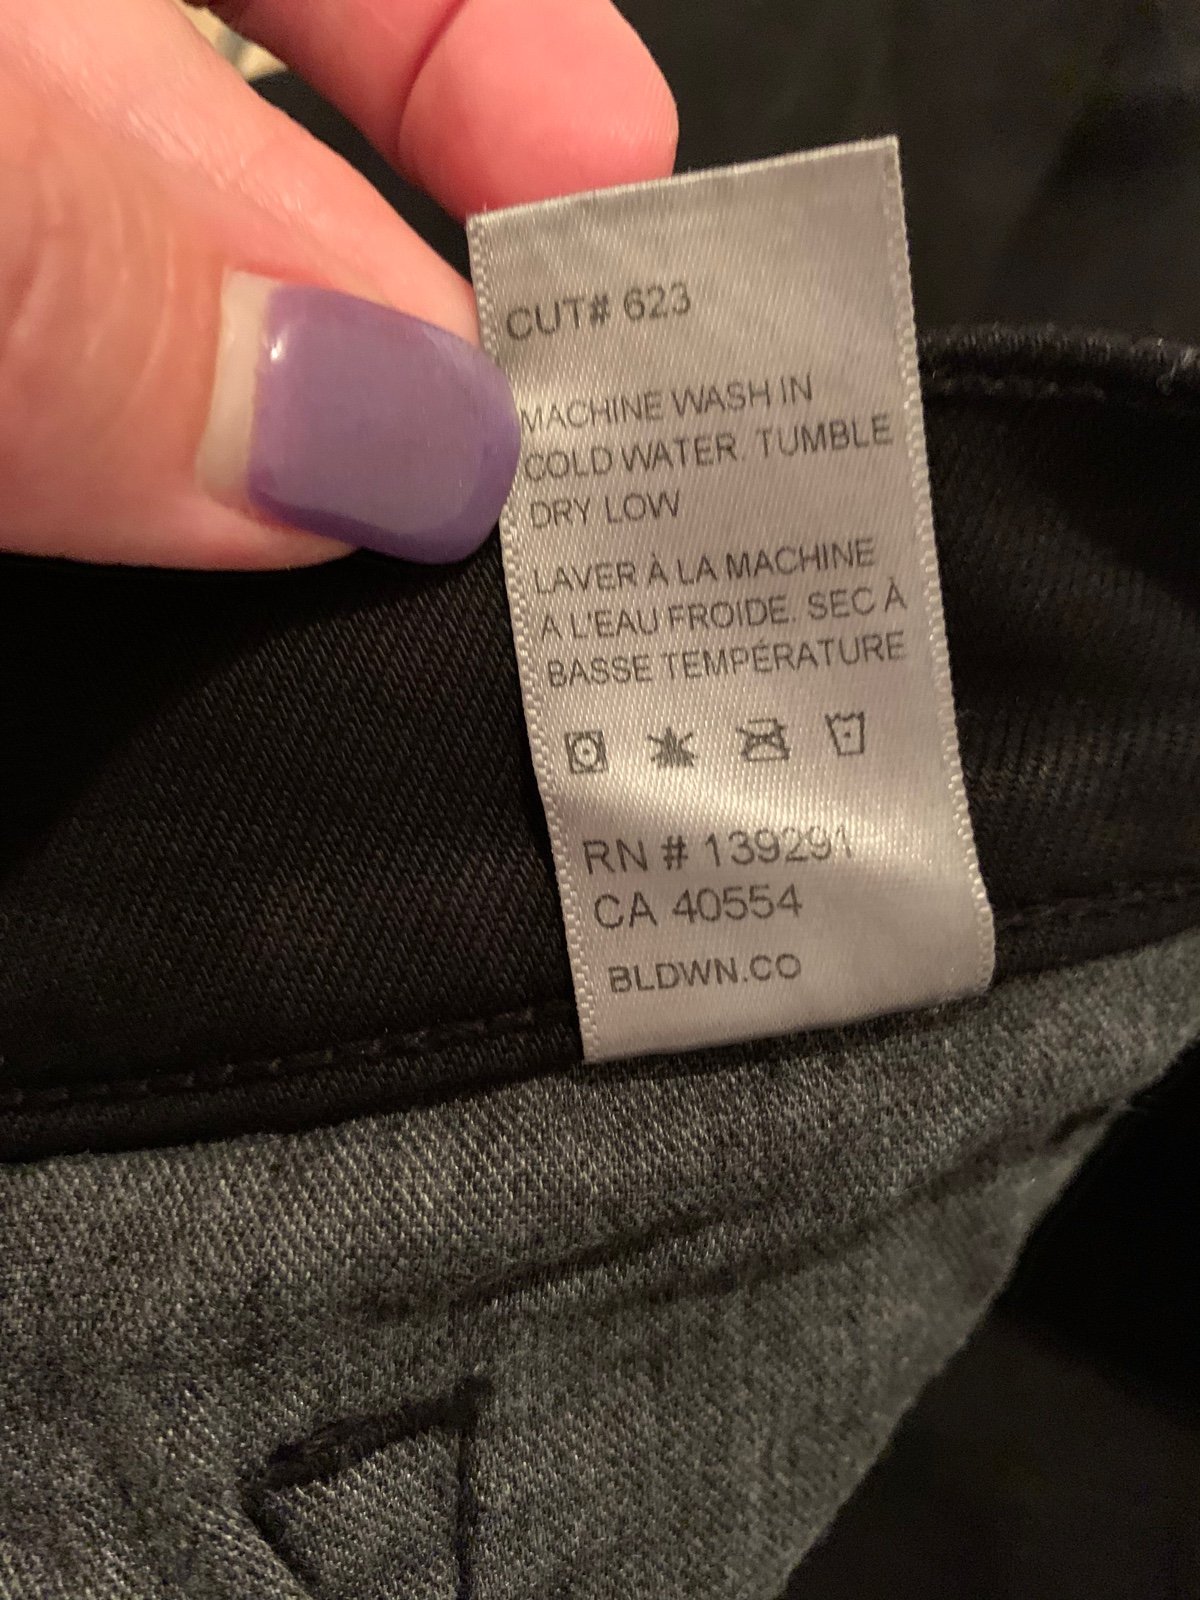 CUT# 623
MACHINE WASH IN
COLD WATER. TUMBLE
DRY LOW
LAVER À LA MACHINE
A L'EAU FROIDE. SEC À
BASSE TEMPÉRATURE
RN # 139291
CA 40554
BLDWN.CO